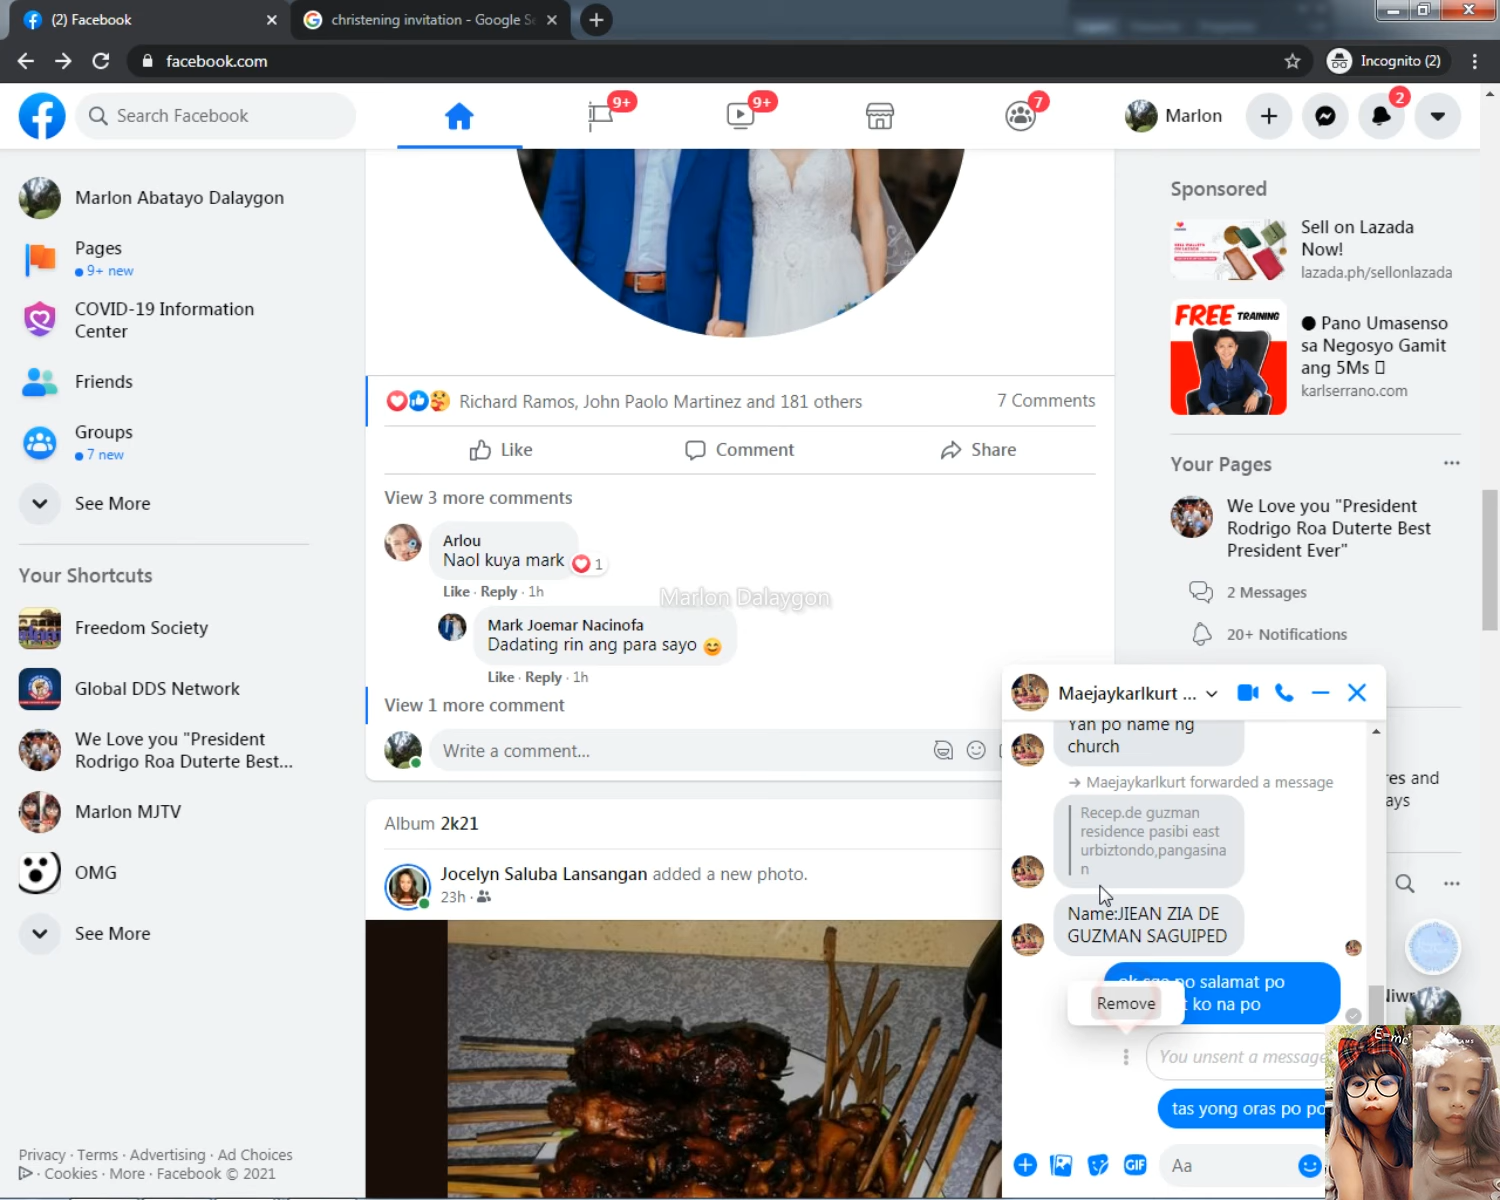 (2) Facebook
christening invitation - Google Se
facebook.com
Incognito (2)
Search Facebook
9+
9+
7
Marlon
2
Marlon Abatayo Dalaygon
Pages
9+ new
COVID-19 Information
Center
Friends
Groups
7 new
See More
Your Shortcuts
Freedom Society
Global DDS Network
We Love you "President
Rodrigo Roa Duterte Best...
Marlon MJTV
OMG
See More
Privacy · Terms · Advertising · Ad Choices
· Cookies · More · Facebook © 2021
Richard Ramos, John Paolo Martinez and 181 others
7 Comments
Like
Comment
Share
View 3 more comments
Arlou
Naol kuya mark
1
Like · Reply · 1h
Marlon Dalaygon
Mark Joemar Nacinofa
Dadating rin ang para sayo 😊
Like · Reply · 1h
View 1 more comment
Write a comment...
Album 2k21
Jocelyn Saluba Lansangan added a new photo.
23h ·
Sponsored
Sell on Lazada
Now!
lazada.ph/sellonlazada
FREE TRAINING
Pano Umasenso
sa Negosyo Gamit
ang 5Ms
karlserrano.com
Your Pages
We Love you "President
Rodrigo Roa Duterte Best
President Ever"
2 Messages
20+ Notifications
Maejaykarlkurt ...
Yan po name ng
church
Maejaykarlkurt forwarded a message
Recep.de guzman
residence pasibi east
urbiztondo,pangasina
n
Name:JIEAN ZIA DE
GUZMAN SAGUIPED
po salamat po
ko na po
Remove
You unsent a message
tas yong oras po po
GIF
Aa